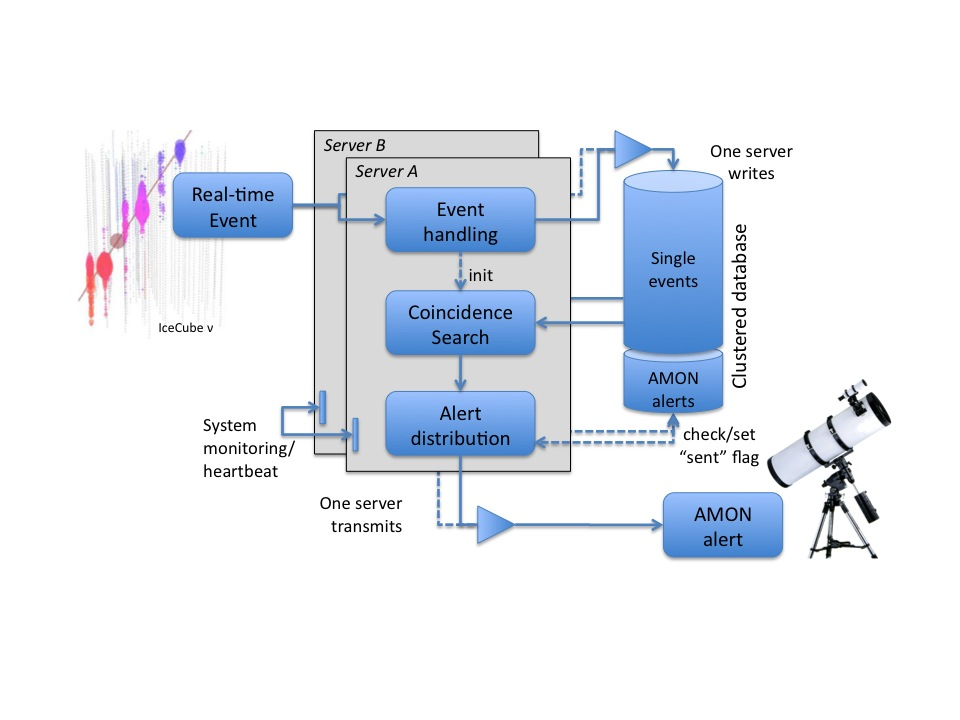 Server B
Server A
Real-time
Event
Event
handling
One server
writes
init
Single
events
Clustered database
Coincidence
Search
IceCube ν
AMON
alerts
Alert
distribution
System
monitoring/
heartbeat
check/set
“sent” flag
One server
transmits
AMON
alert